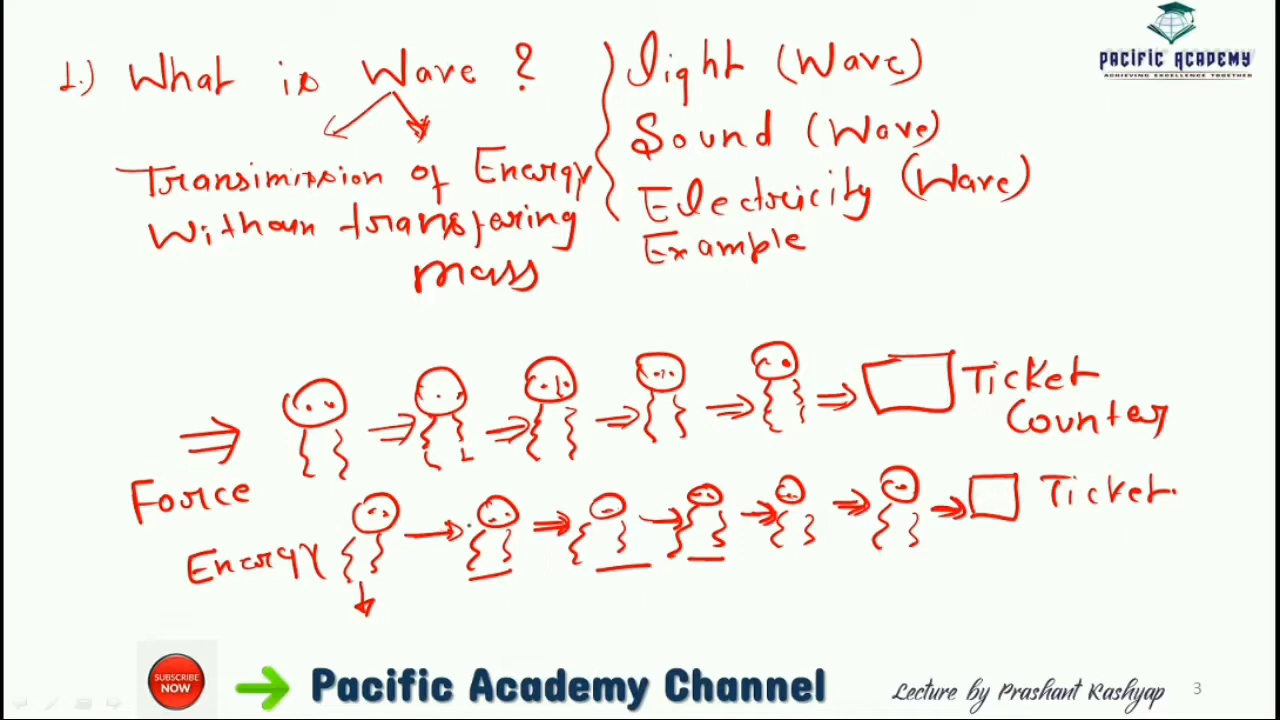 1.) What is Wave ?
Transimission of Energy
Without transfering
mass
Light (Wave)
Sound (Wave)
Electricity (Wave)
Example
PACIFIC ACADEMY
ACHIEVING EXCELLENCE TOGETHER
Force
Ticket
Counter
Energy
Ticket
SUBSCRIBE
NOW
Pacific Academy Channel
Lecture by Prashant Kashyap
3